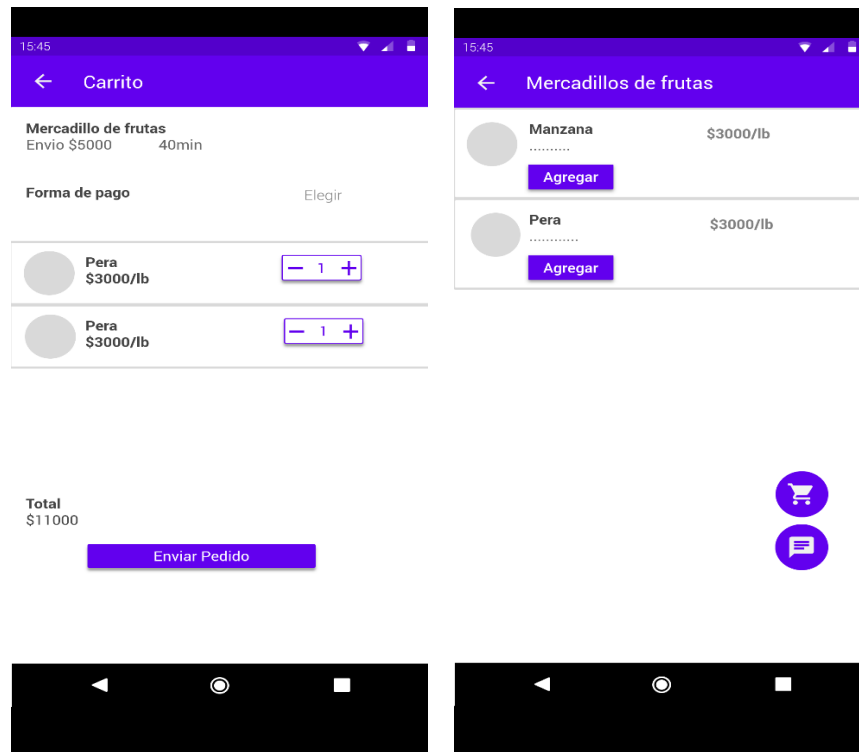 15:45
Carrito
Mercadillo de frutas
Envio $5000 40min
Forma de pago Elegir
Pera
$3000/lb
1
Pera
$3000/lb
1
Total
$11000
Enviar Pedido
15:45
Mercadillos de frutas
Manzana $3000/lb
..........
Agregar
Pera $3000/lb
............
Agregar